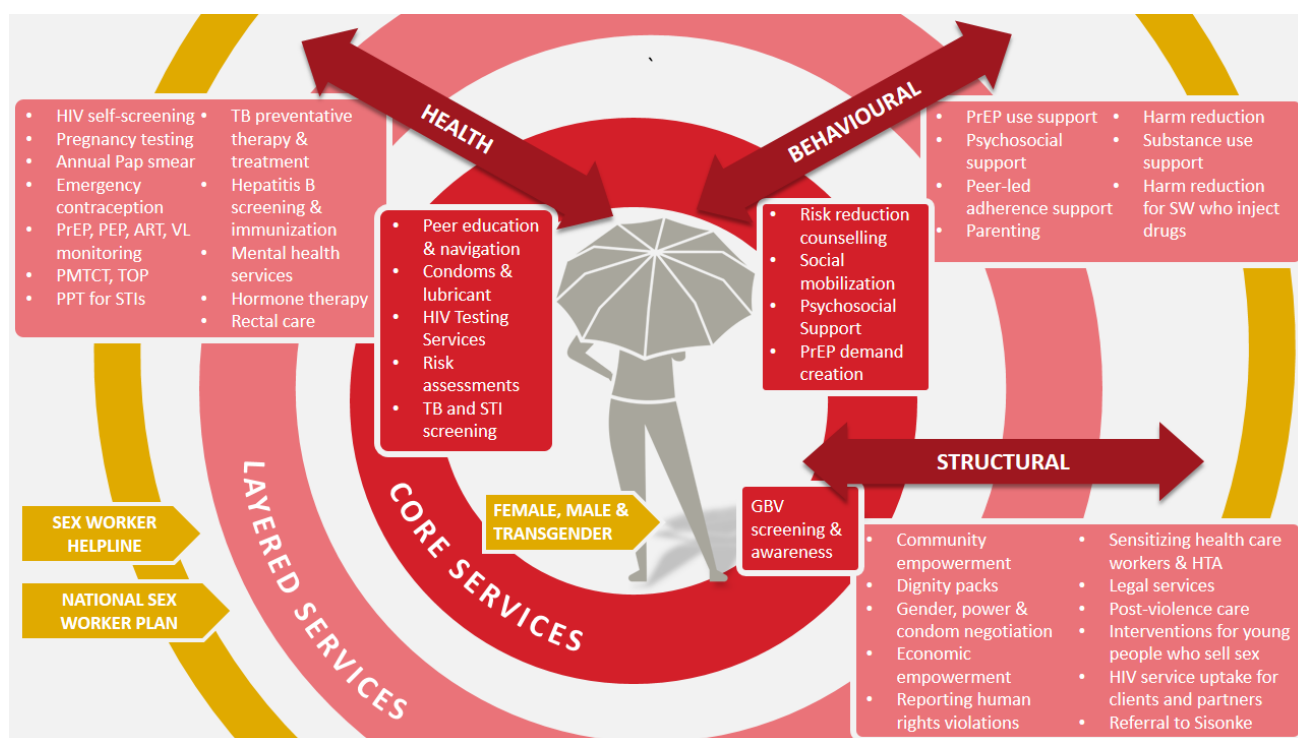 HEALTH
BEHAVIOURAL
• HIV self-screening
• Pregnancy testing
• Annual Pap smear
• Emergency
contraception
• PrEP, PEP, ART, VL
monitoring
• PMTCT, TOP
• PPT for STIs
• TB preventative
therapy &
treatment
• Hepatitis B
screening &
immunization
• Mental health
services
• Hormone therapy
• Rectal care
• Peer education
& navigation
• Condoms &
lubricant
• HIV Testing
Services
• Risk
assessments
• TB and STI
screening
• Risk reduction
counselling
• Social
mobilization
• Psychosocial
Support
• PrEP demand
creation
• PrEP use support
• Psychosocial
support
• Peer-led
adherence support
• Parenting
• Harm reduction
• Substance use
support
• Harm reduction
for SW who inject
drugs
STRUCTURAL
LAYERED SERVICES
CORE SERVICES
SEX WORKER
HELPLINE
NATIONAL SEX
WORKER PLAN
FEMALE, MALE &
TRANSGENDER
GBV
screening &
awareness
• Community
empowerment
• Dignity packs
• Gender, power &
condom negotiation
• Economic
empowerment
• Reporting human
rights violations
• Sensitizing health care
workers & HTA
• Legal services
• Post-violence care
• Interventions for young
people who sell sex
• HIV service uptake for
clients and partners
• Referral to Sisonke